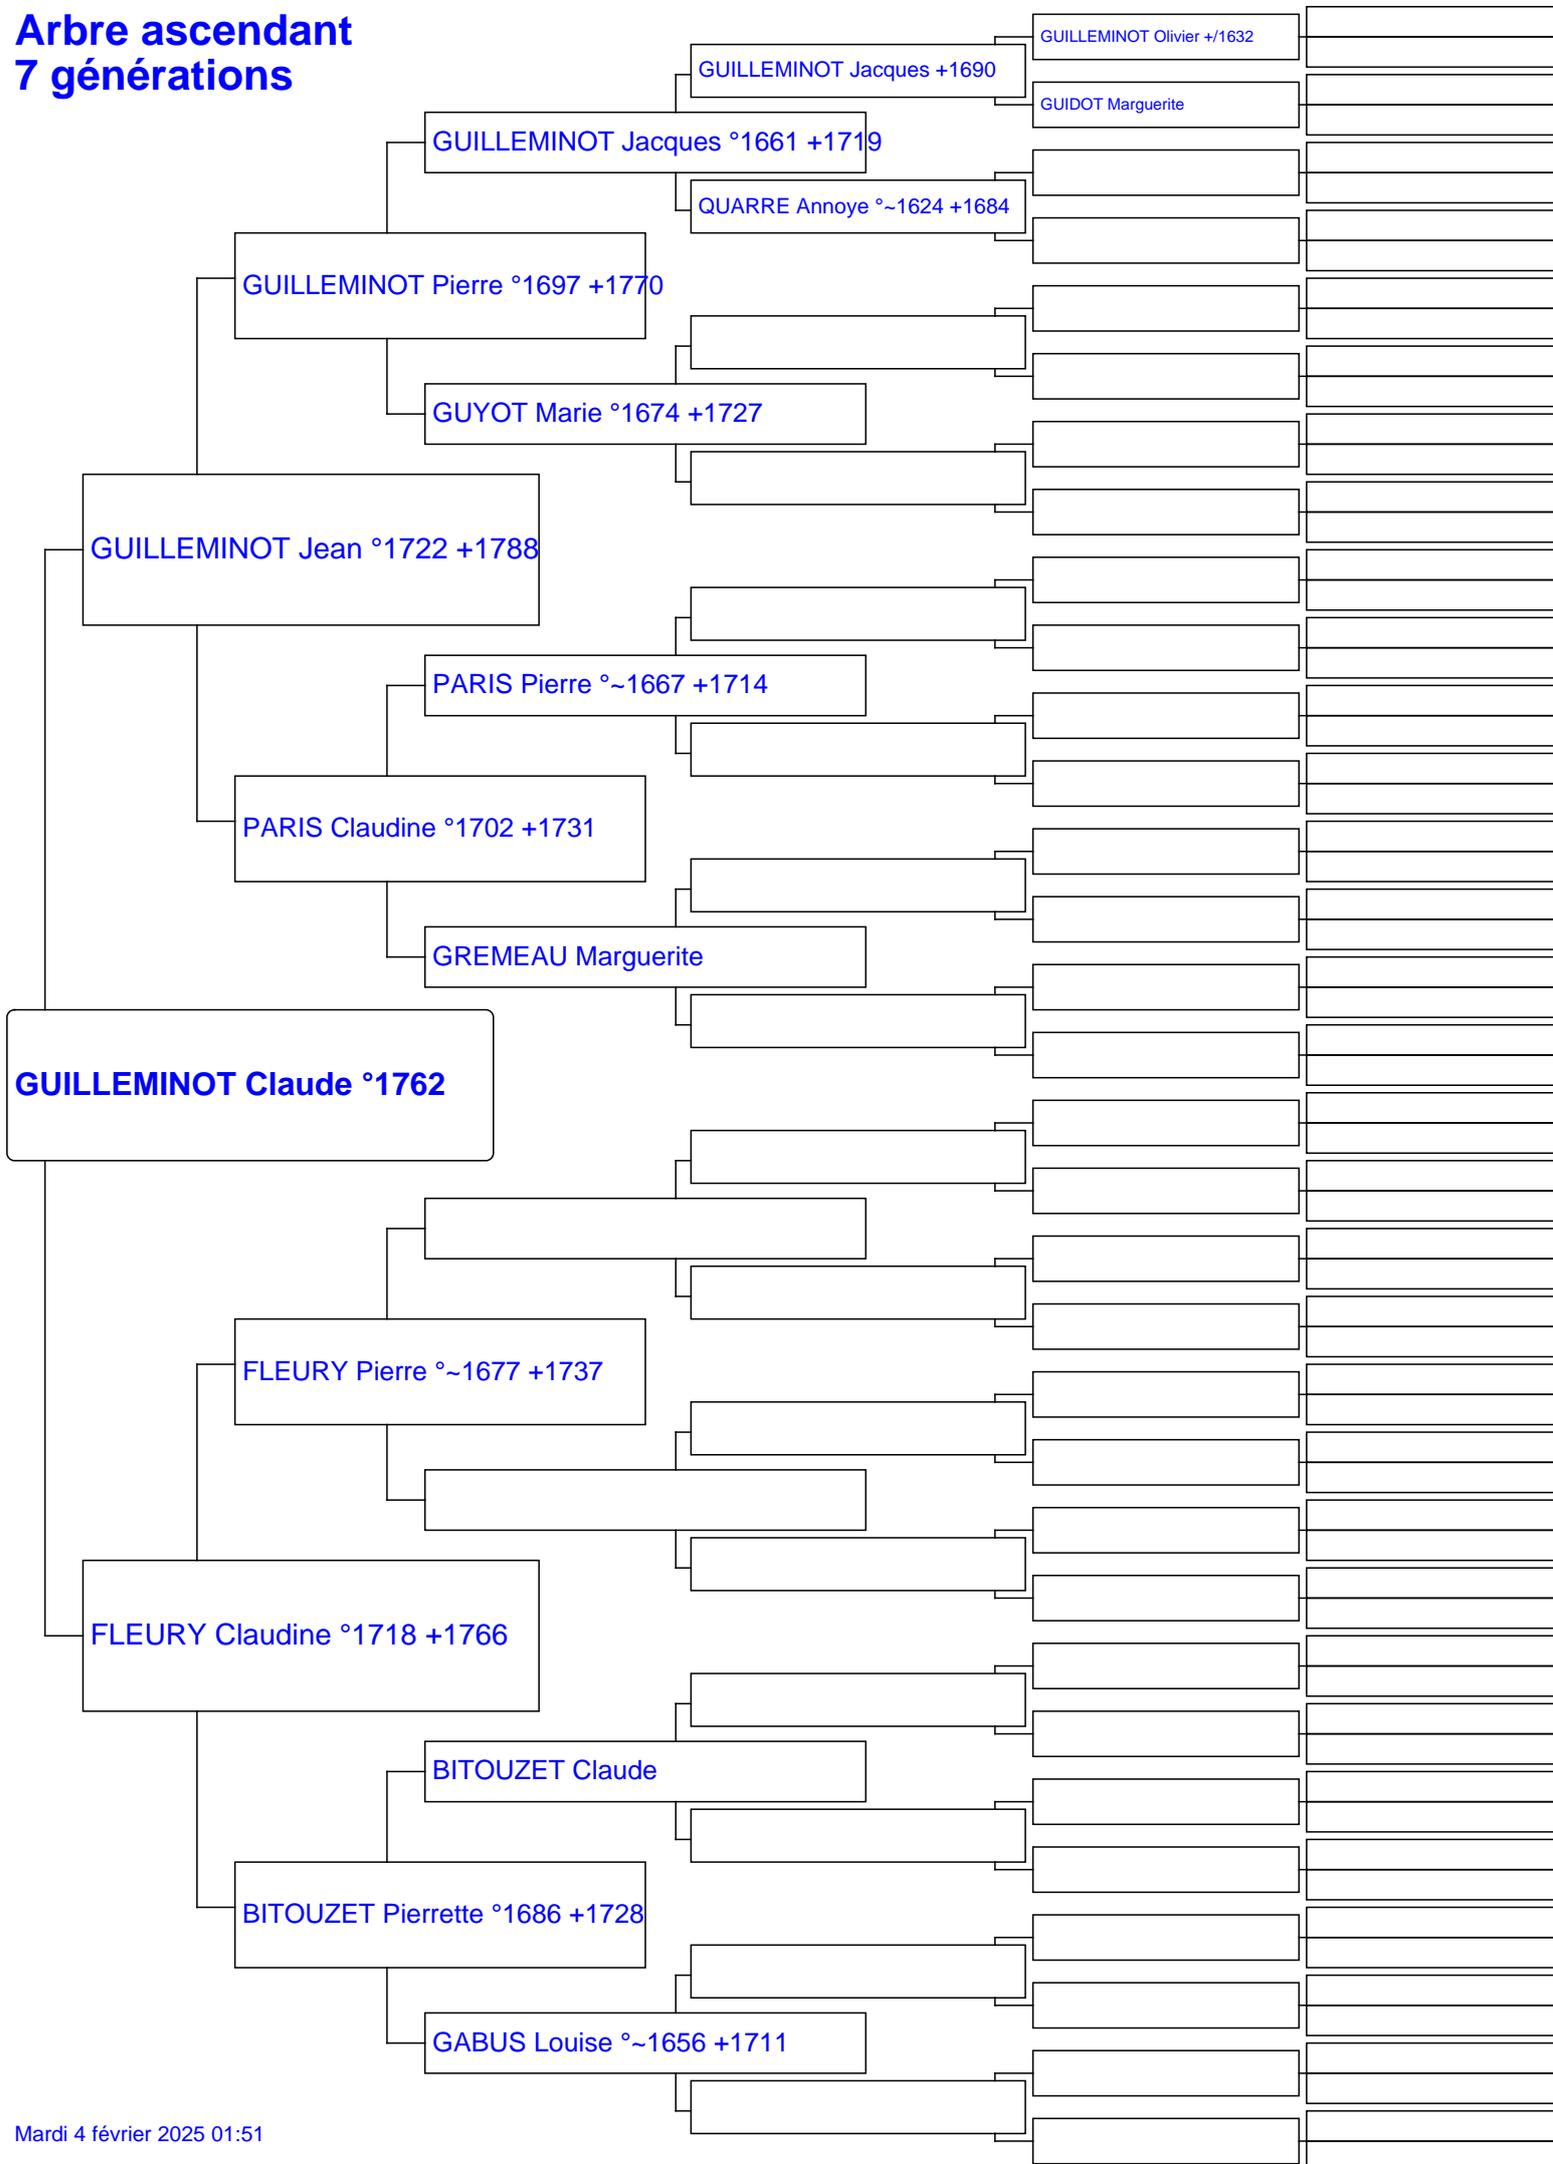 Arbre ascendant
7 générations
GUILLEMINOT Olivier +/1632
GUILLEMINOT Jacques +1690
GUIDOT Marguerite
GUILLEMINOT Jacques °1661 +1719
QUARRE Annoye °~1624 +1684
GUILLEMINOT Pierre °1697 +1770
GUYOT Marie °1674 +1727
GUILLEMINOT Jean °1722 +1788
PARIS Pierre °~1667 +1714
PARIS Claudine °1702 +1731
GREMEAU Marguerite
GUILLEMINOT Claude °1762
FLEURY Pierre °~1677 +1737
FLEURY Claudine °1718 +1766
BITOUZET Claude
BITOUZET Pierrette °1686 +1728
GABUS Louise °~1656 +1711
Mardi 4 février 2025 01:51